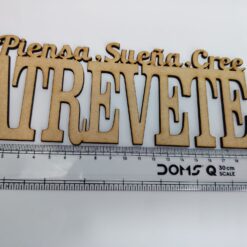 Piensa, Sueña, Cree
ATREVETE
DOMS Q 30cm
SCALE